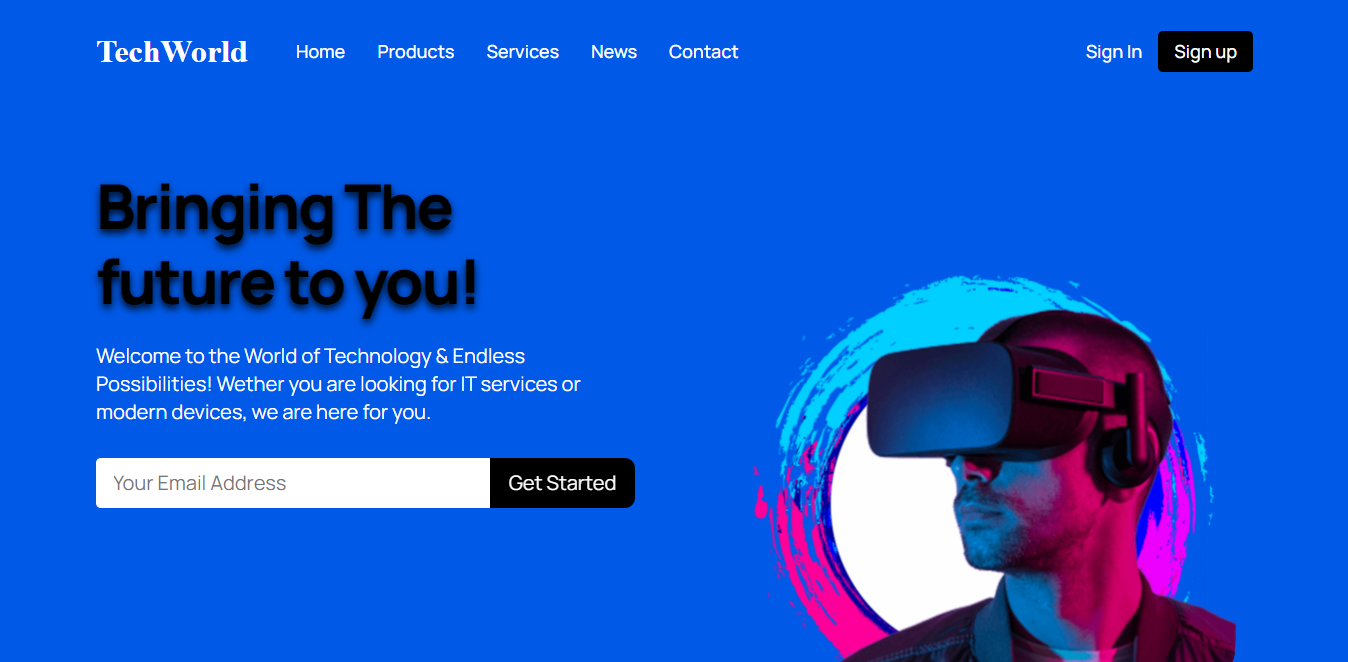 TechWorld
Home Products Services News Contact
Sign In Sign up
Bringing The
future to you!
Welcome to the World of Technology & Endless
Possibilities! Wether you are looking for IT services or
modern devices, we are here for you.
Your Email Address Get Started